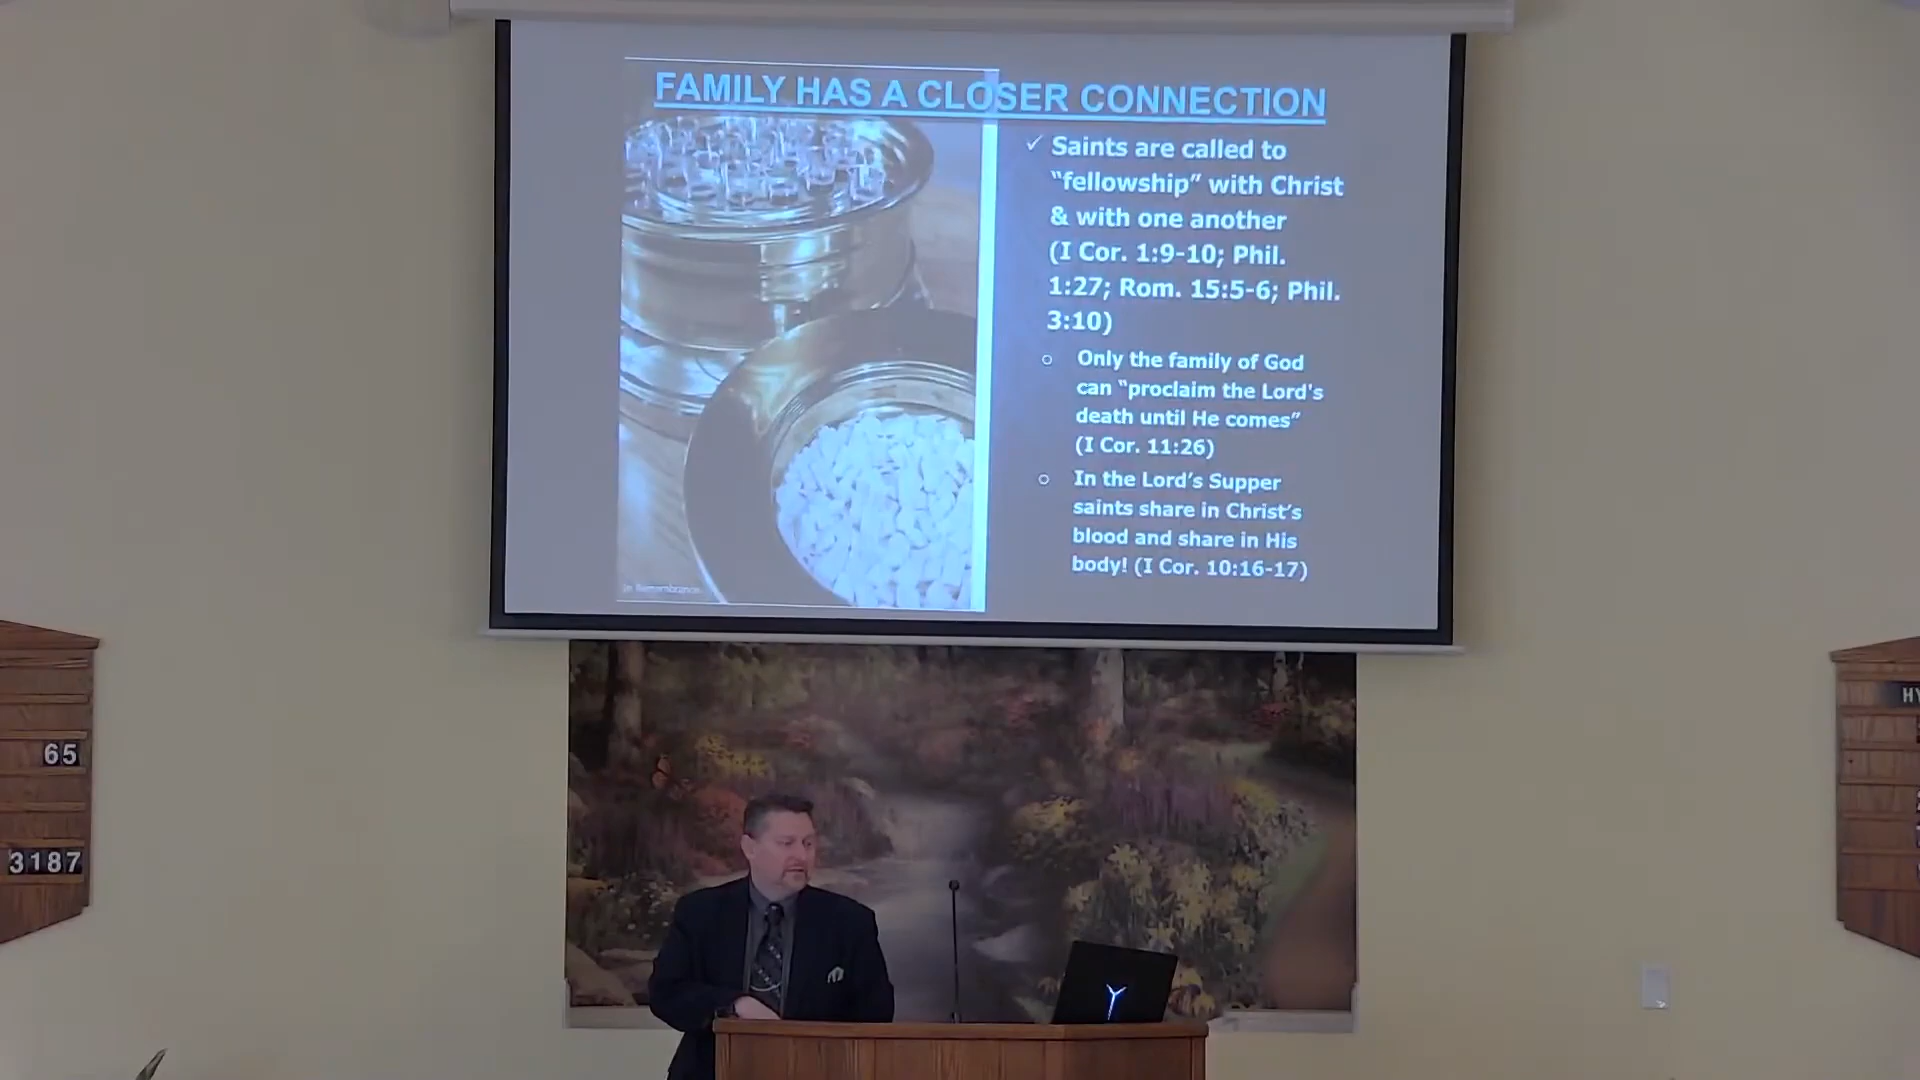 FAMILY HAS A CLOSER CONNECTION
✓ Saints are called to
“fellowship” with Christ
& with one another
(I Cor. 1:9-10; Phil.
1:27; Rom. 15:5-6; Phil.
3:10)
o Only the family of God
can “proclaim the Lord's
death until He comes”
(I Cor. 11:26)
o In the Lord’s Supper
saints share in Christ’s
blood and share in His
body! (I Cor. 10:16-17)
In Remembrance
65
3187
HY